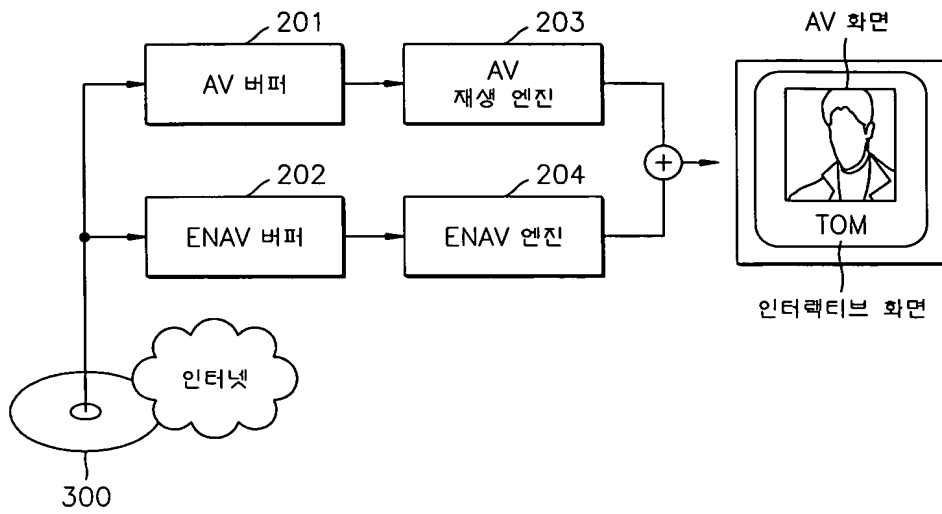 AV 화면
201
203
AV 버퍼
AV
재생 엔진
202
204
ENAV 버퍼
ENAV 엔진
TOM
인터랙티브 화면
인터넷
300